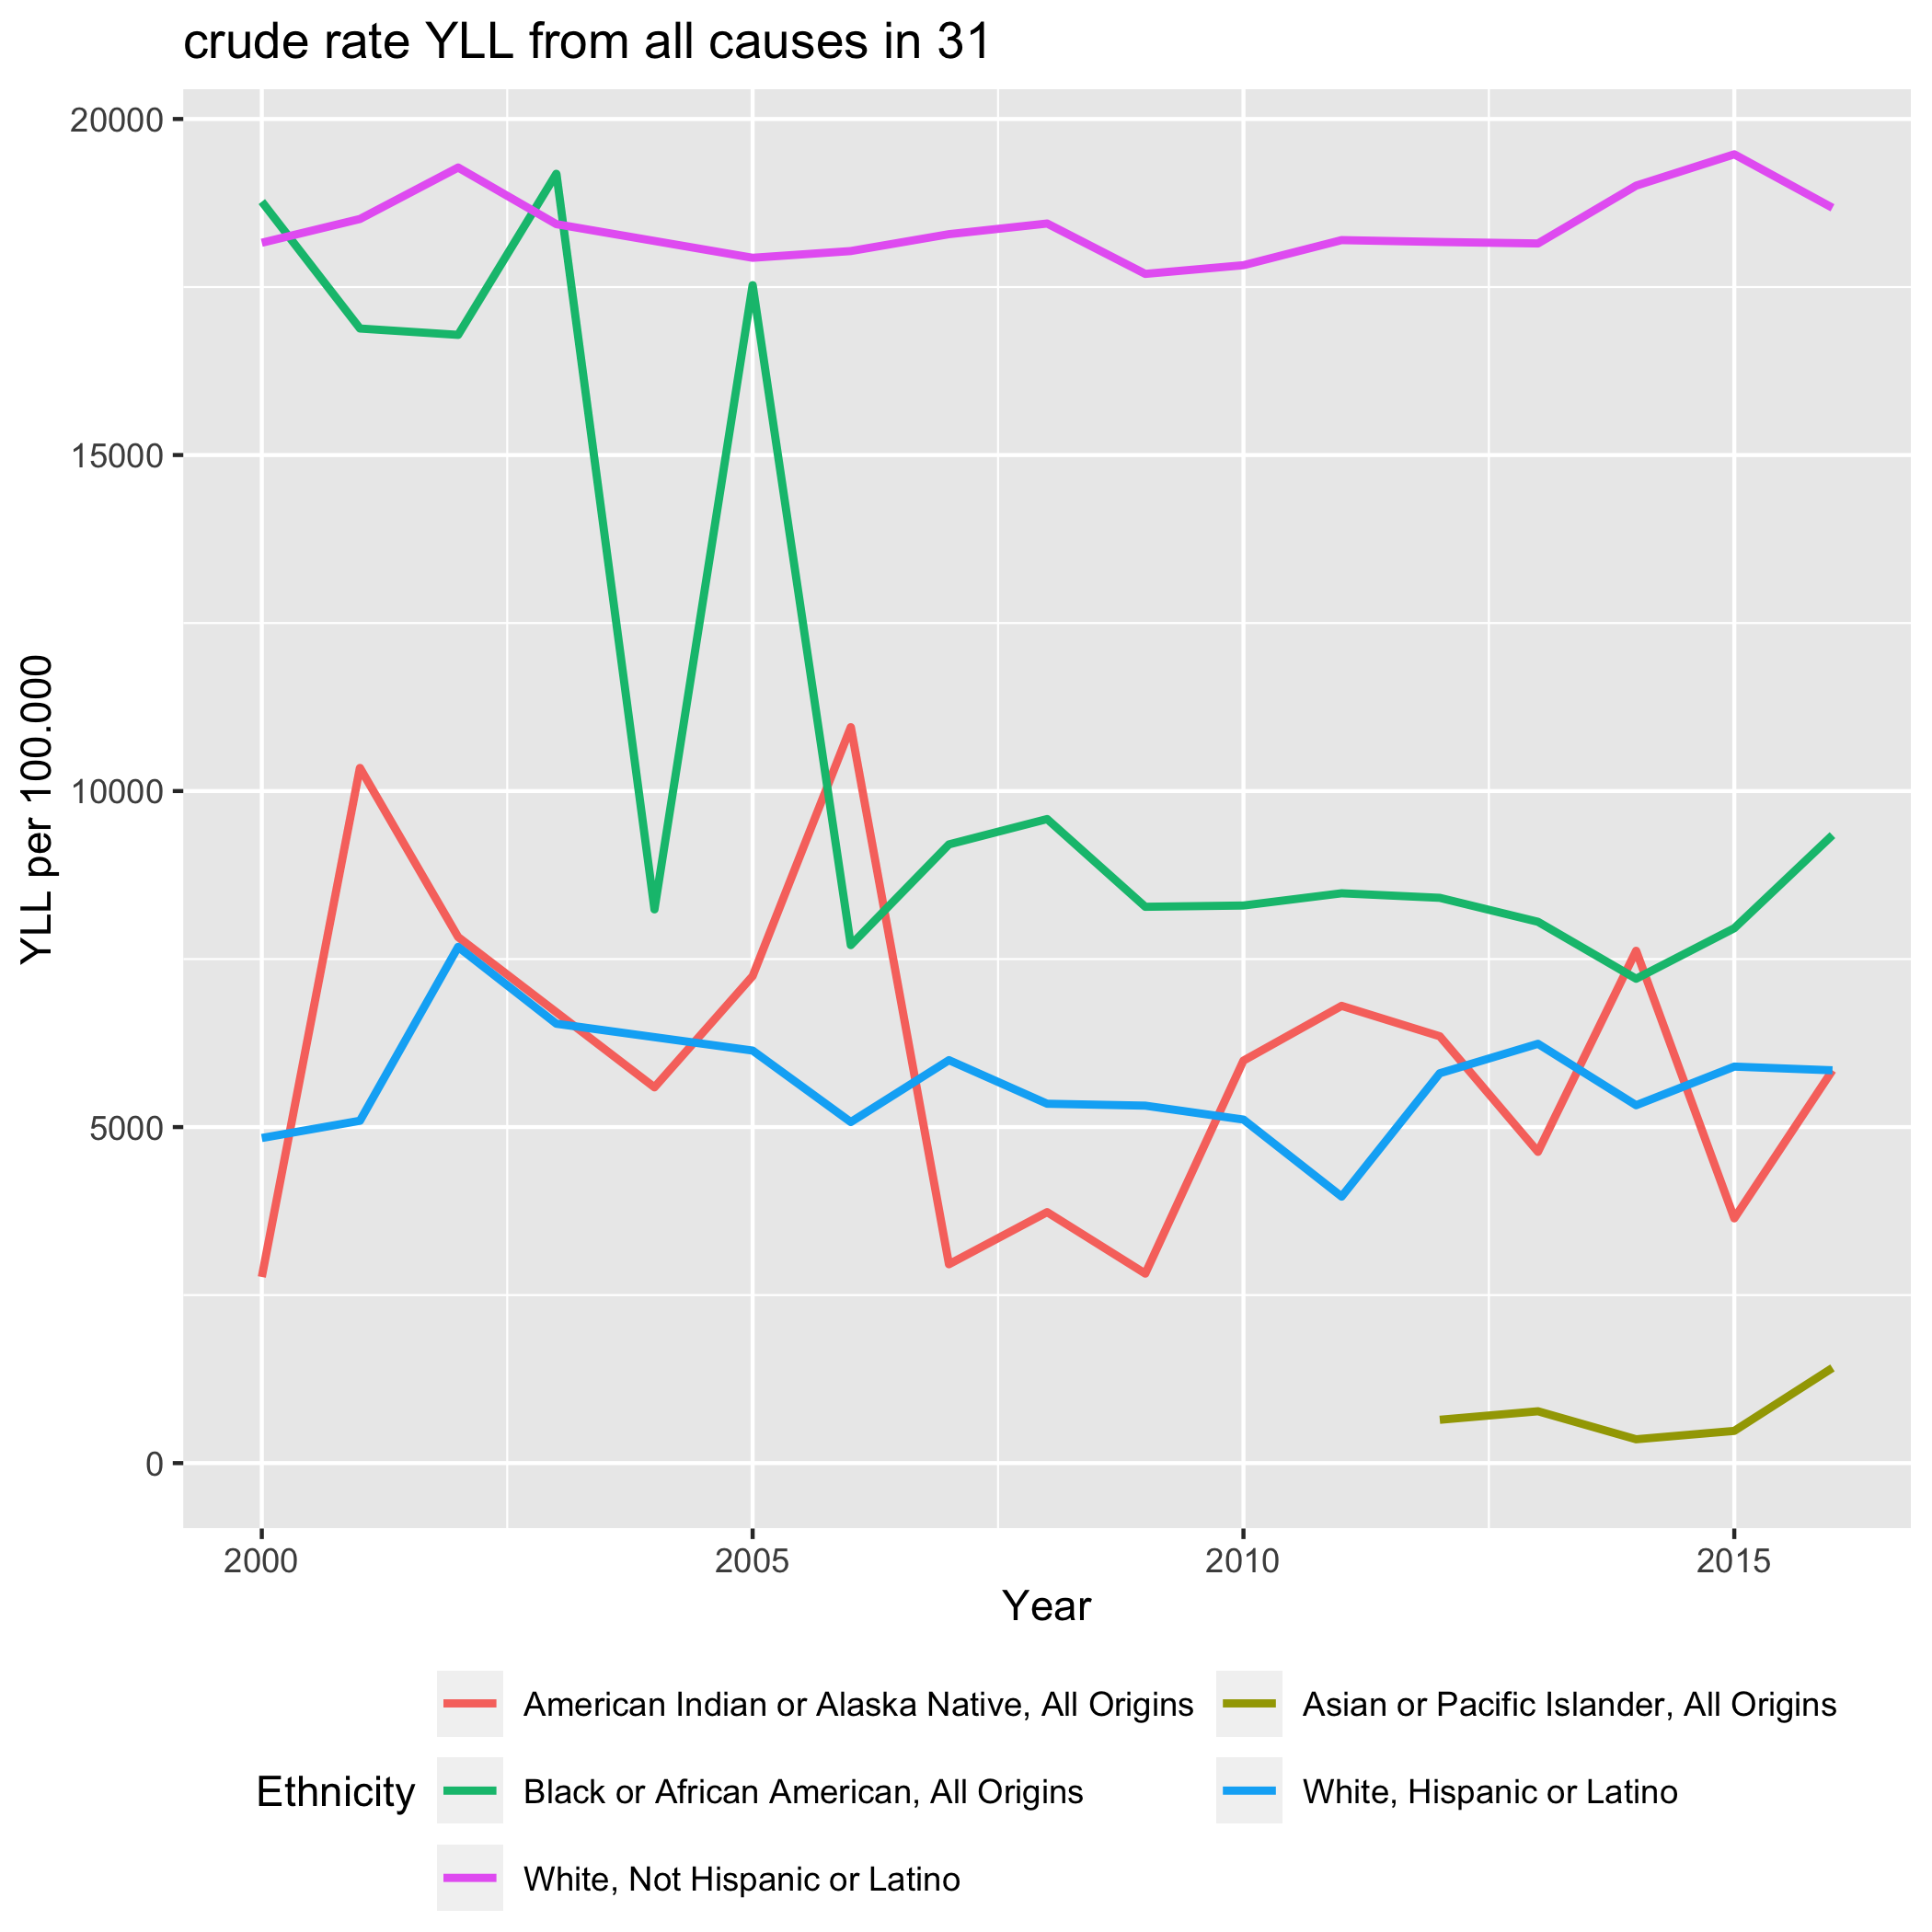 crude rate YLL from all causes in 31
20000
15000
10000
5000
0
YLL per 100.000
2000 2005 2010 2015
Year
Ethnicity
American Indian or Alaska Native, All Origins
Asian or Pacific Islander, All Origins
Black or African American, All Origins
White, Hispanic or Latino
White, Not Hispanic or Latino